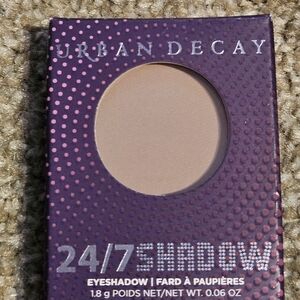 URBAN DECAY
24/7 SHADOW
EYESHADOW | FARD À PAUPIÈRES
1.8 g POIDS NET/NET WT. 0.06 OZ